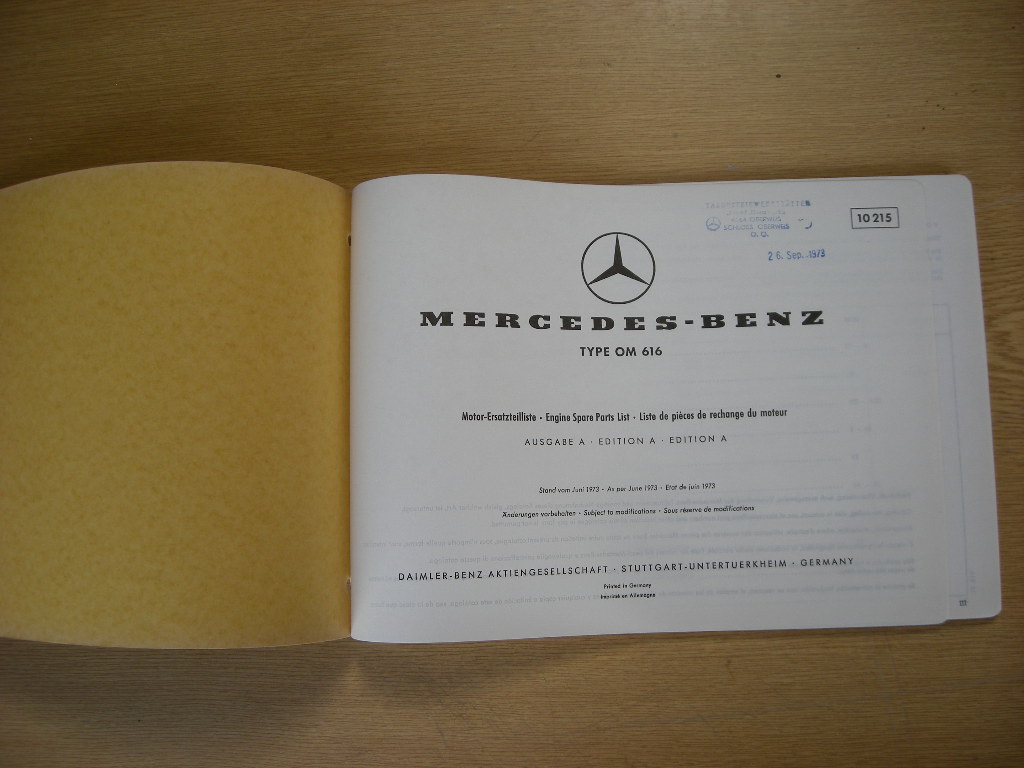 10 215
26. Sep. 1973
MERCEDES-BENZ
TYPE OM 616
Motor-Ersatzteilliste · Engine Spare Parts List · Liste de pièces de rechange du moteur
AUSGABE A · EDITION A · EDITION A
Stand vom Juni 1973 · As per June 1973 · Etat de juin 1973
Änderungen vorbehalten · Subject to modifications · Sous réserve de modifications
DAIMLER-BENZ AKTIENGESELLSCHAFT · STUTTGART-UNTERTUERKHEIM · GERMANY
Printed in Germany
Imprimé en Allemagne